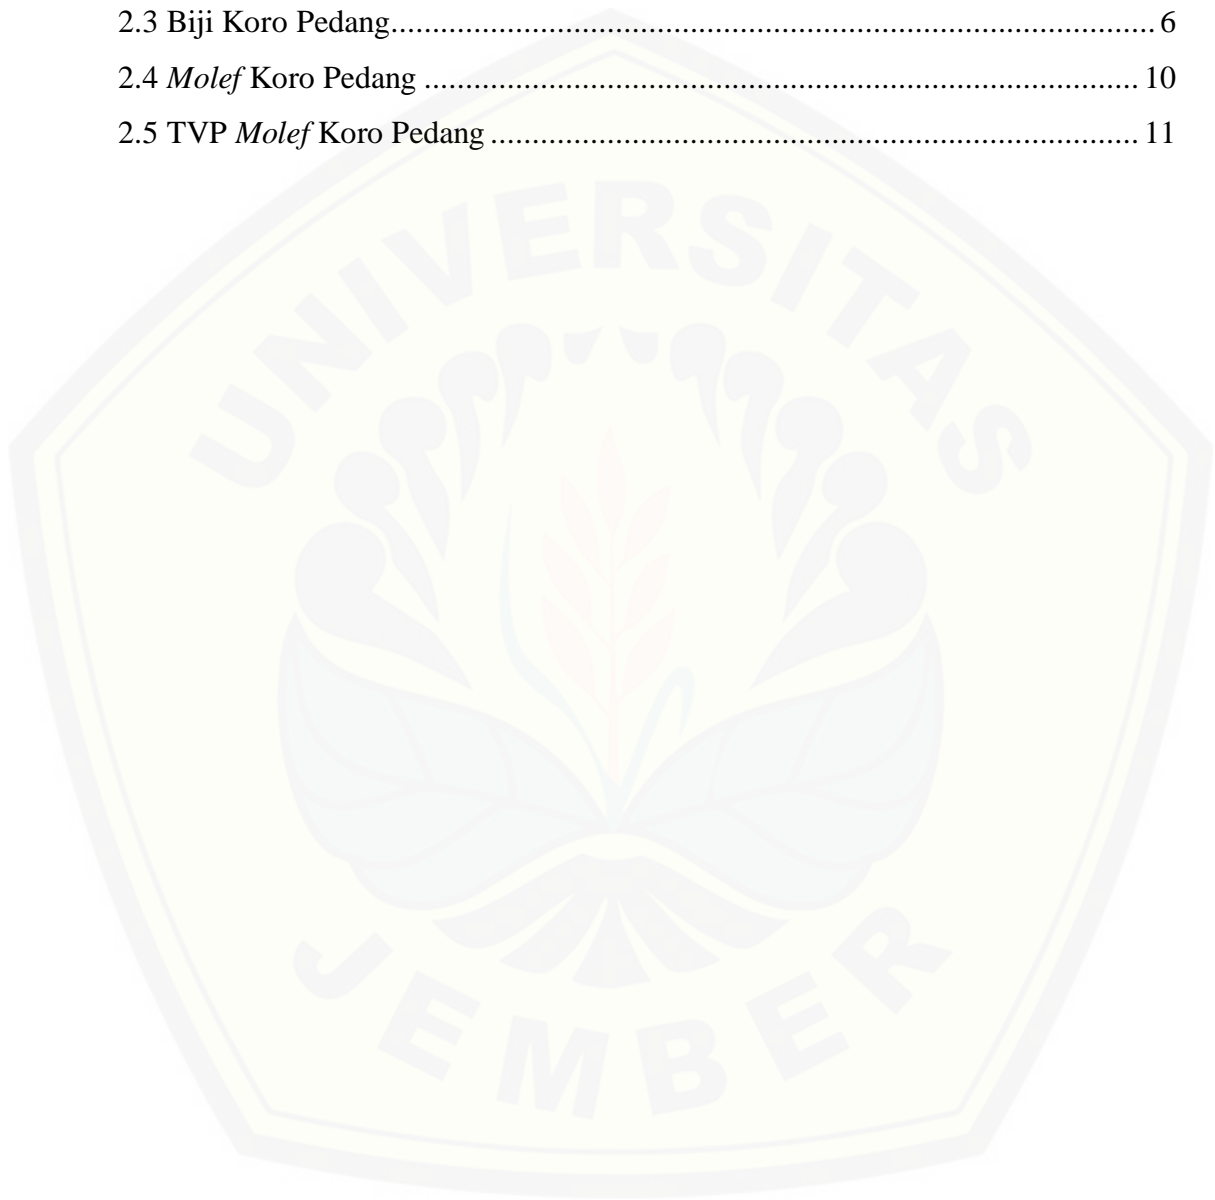 2.3 Biji Koro Pedang............................................................................................ 6
2.4 Molef Koro Pedang ...................................................................................... 10
2.5 TVP Molef Koro Pedang .............................................................................. 11
UNIVERSITAS
JEMBER